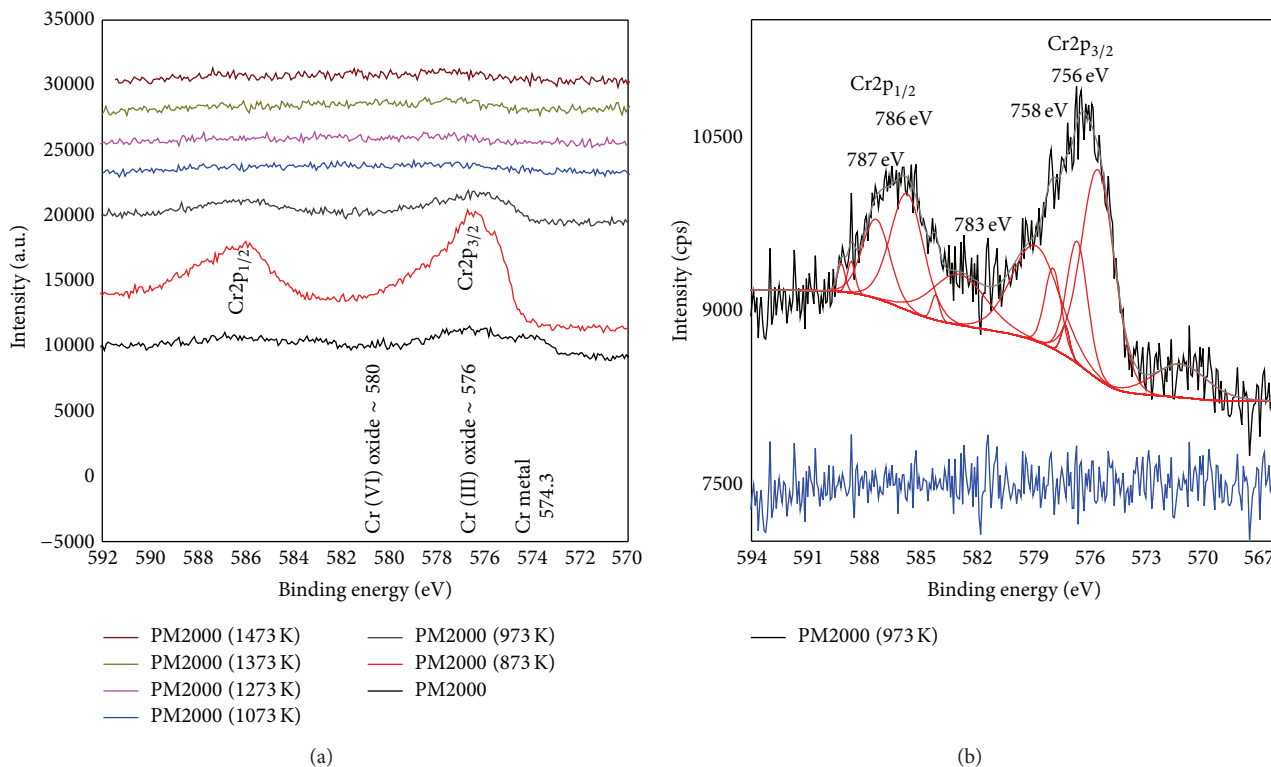 35000
30000
25000
20000
15000
10000
5000
0
−5000
Intensity (a.u.)
Cr2p1/2
Cr2p3/2
Cr (VI) oxide ~ 580
Cr (III) oxide ~ 576
Cr metal
574.3
592 590 588 586 584 582 580 578 576 574 572 570
Binding energy (eV)
PM2000 (1473 K)
PM2000 (1373 K)
PM2000 (1273 K)
PM2000 (1073 K)
PM2000 (973 K)
PM2000 (873 K)
PM2000
(a)
10500
9000
7500
Intensity (cps)
Cr2p3/2
756 eV
Cr2p1/2
758 eV
786 eV
787 eV
783 eV
594 591 588 585 582 579 576 573 570 567
Binding energy (eV)
PM2000 (973 K)
(b)